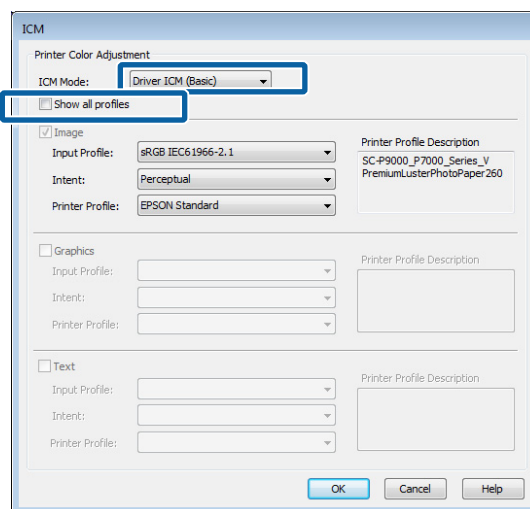 ICM
Printer Color Adjustment
ICM Mode: Driver ICM (Basic)
Show all profiles
Image
Input Profile: sRGB IEC61966-2.1
Intent: Perceptual
Printer Profile: EPSON Standard
Printer Profile Description
SC-P9000_P7000_Series_V
PremiumLusterPhotoPaper260
Graphics
Input Profile:
Intent:
Printer Profile:
Printer Profile Description
Text
Input Profile:
Intent:
Printer Profile:
Printer Profile Description
OK Cancel Help